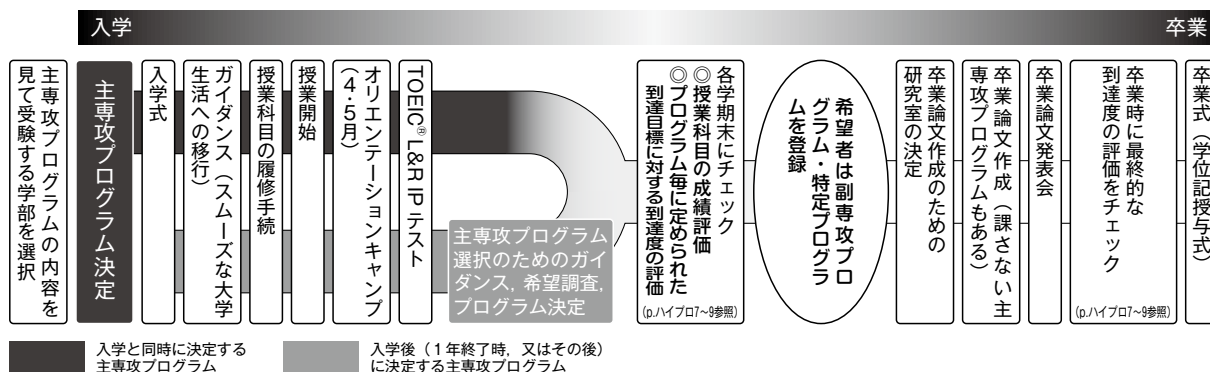 入学
卒業
主専攻プログラムの内容を
見て受験する学部を選択
主専攻プログラム決定
入学式
ガイダンス（スムーズな大学
生活への移行）
授業科目の履修手続
授業開始
オリエンテーションキャンプ
（4・5月）
TOEIC® L&R IP テスト
主専攻プログラム
選択のためのガイ
ダンス，希望調査，
プログラム決定
各学期末にチェック
◎授業科目の成績評価
◎プログラム毎に定められた
到達目標に対する到達度の評価
（p.ハイプロ7～9参照）
希望者は副専攻プロ
グラム・特定プログラ
ムを登録
卒業論文作成のための
研究室の決定
卒業論文作成（課さない主
専攻プログラムもある）
卒業論文発表会
卒業時に最終的な
到達度の評価をチェック
（p.ハイプロ7～9参照）
卒業式（学位記授与式）
入学と同時に決定する
主専攻プログラム
入学後（1年終了時，又はその後）
に決定する主専攻プログラム